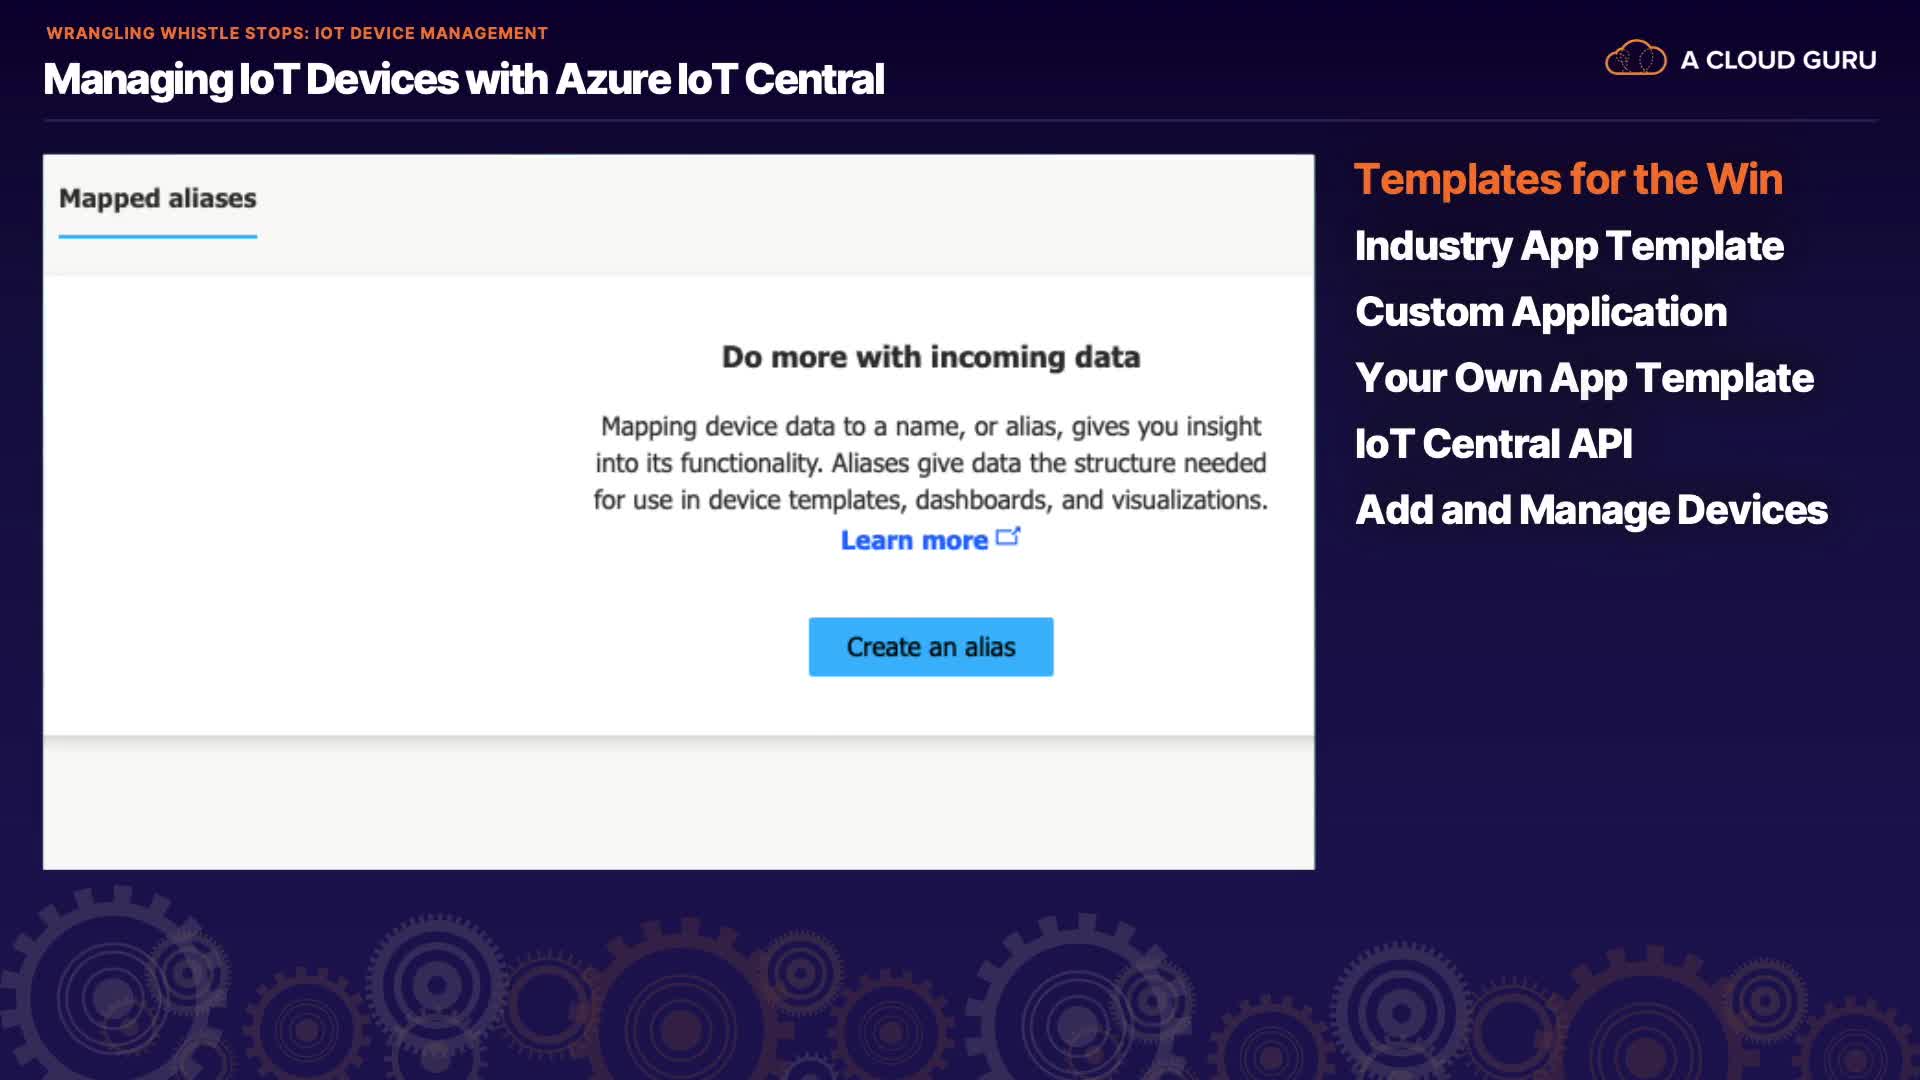 WRANGLING WHISTLE STOPS: IOT DEVICE MANAGEMENT
Managing IoT Devices with Azure IoT Central
A CLOUD GURU
Mapped aliases
Do more with incoming data
Mapping device data to a name, or alias, gives you insight
into its functionality. Aliases give data the structure needed
for use in device templates, dashboards, and visualizations.
Learn more
Create an alias
Templates for the Win
Industry App Template
Custom Application
Your Own App Template
IoT Central API
Add and Manage Devices